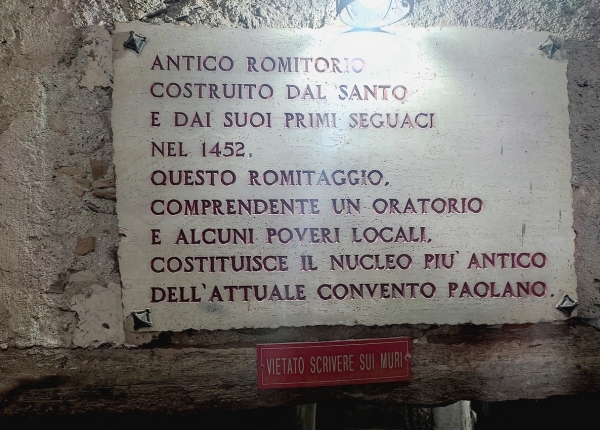 ANTICO ROMITORIO
COSTRUITO DAL SANTO
E DAI SUOI PRIMI SEGUACI
NEL 1452.
QUESTO ROMITAGGIO,
COMPRENDENTE UN ORATORIO
E ALCUNI POVERI LOCALI,
COSTITUISCE IL NUCLEO PIU' ANTICO
DELL'ATTUALE CONVENTO PAOLANO.
VIETATO SCRIVERE SUI MURI